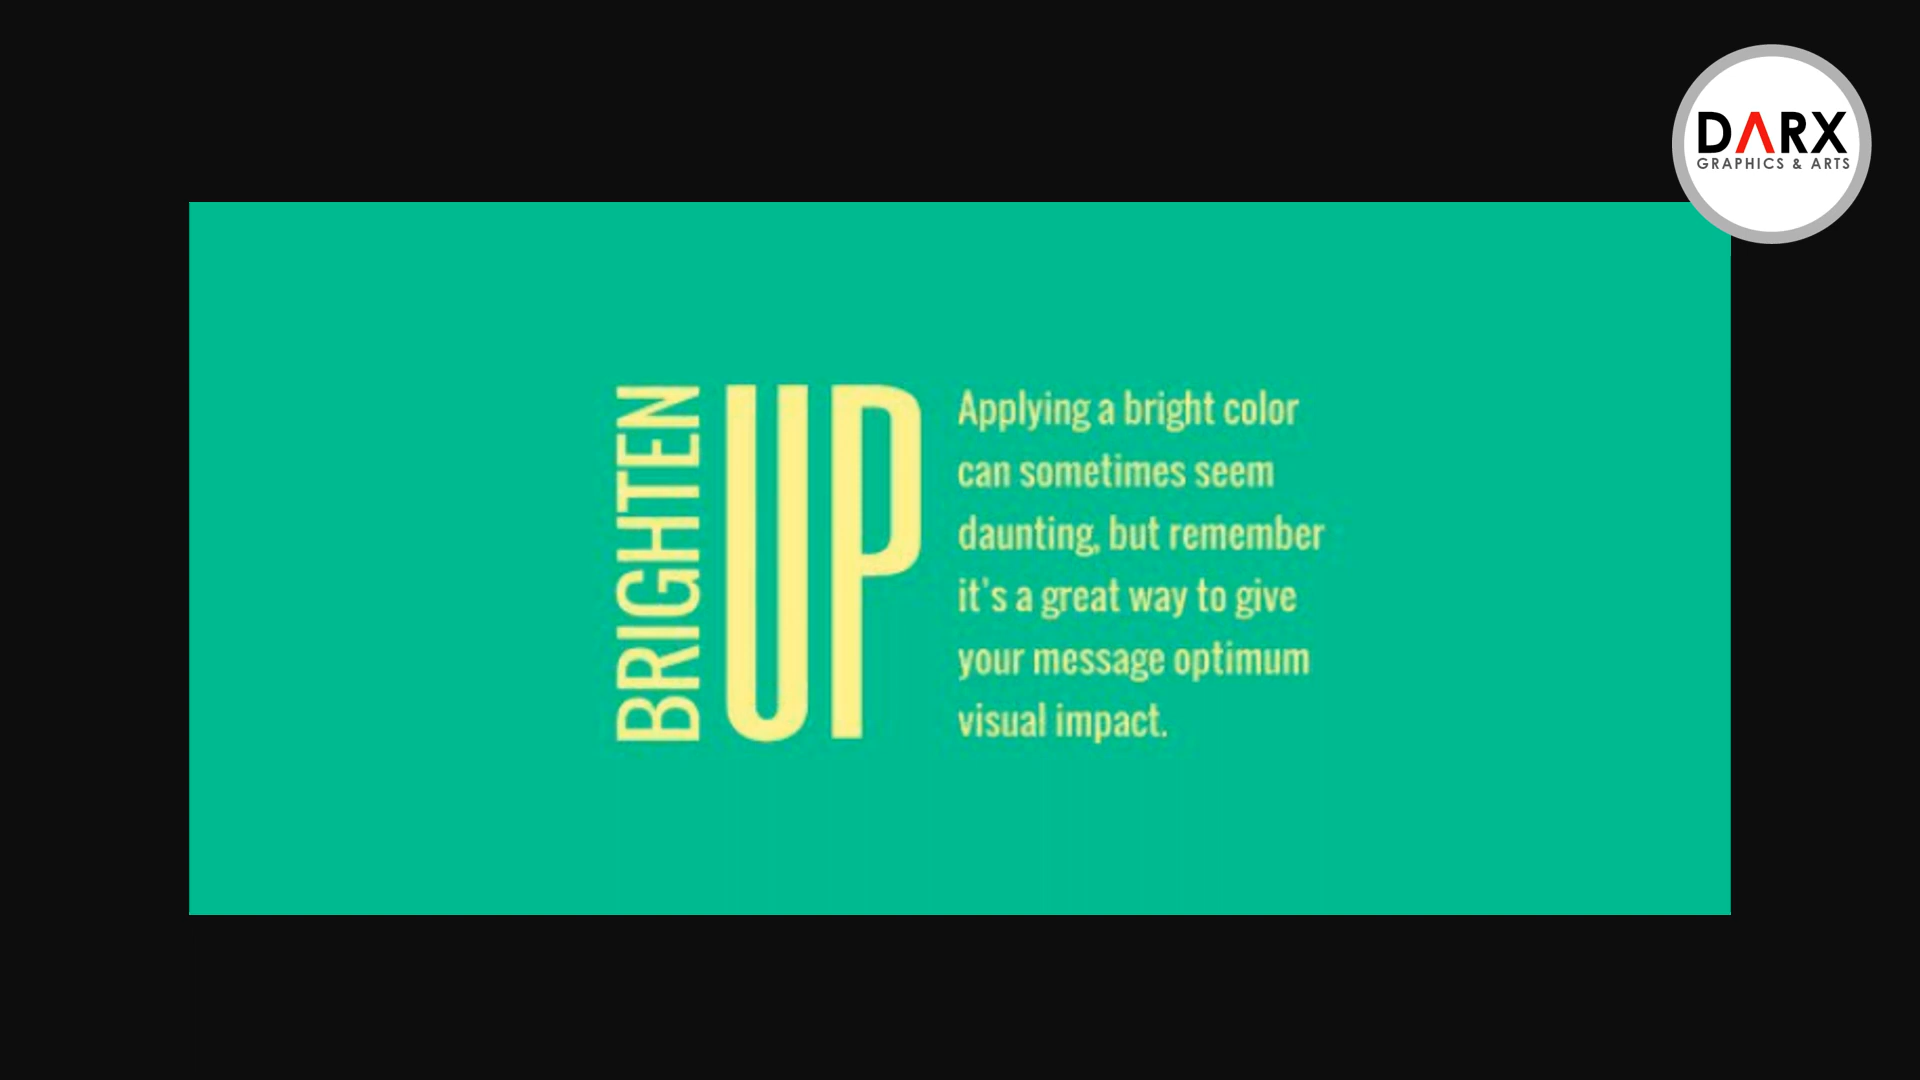 DARX
GRAPHICS & ARTS
BRIGHTEN
UP
Applying a bright color
can sometimes seem
daunting, but remember
it's a great way to give
your message optimum
visual impact.